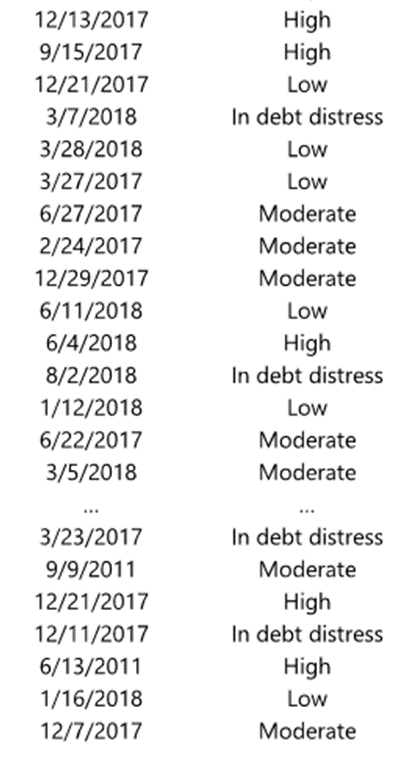 12/13/2017 High
9/15/2017 High
12/21/2017 Low
3/7/2018 In debt distress
3/28/2018 Low
3/27/2017 Low
6/27/2017 Moderate
2/24/2017 Moderate
12/29/2017 Moderate
6/11/2018 Low
6/4/2018 High
8/2/2018 In debt distress
1/12/2018 Low
6/22/2017 Moderate
3/5/2018 Moderate
... ...
3/23/2017 In debt distress
9/9/2011 Moderate
12/21/2017 High
12/11/2017 In debt distress
6/13/2011 High
1/16/2018 Low
12/7/2017 Moderate